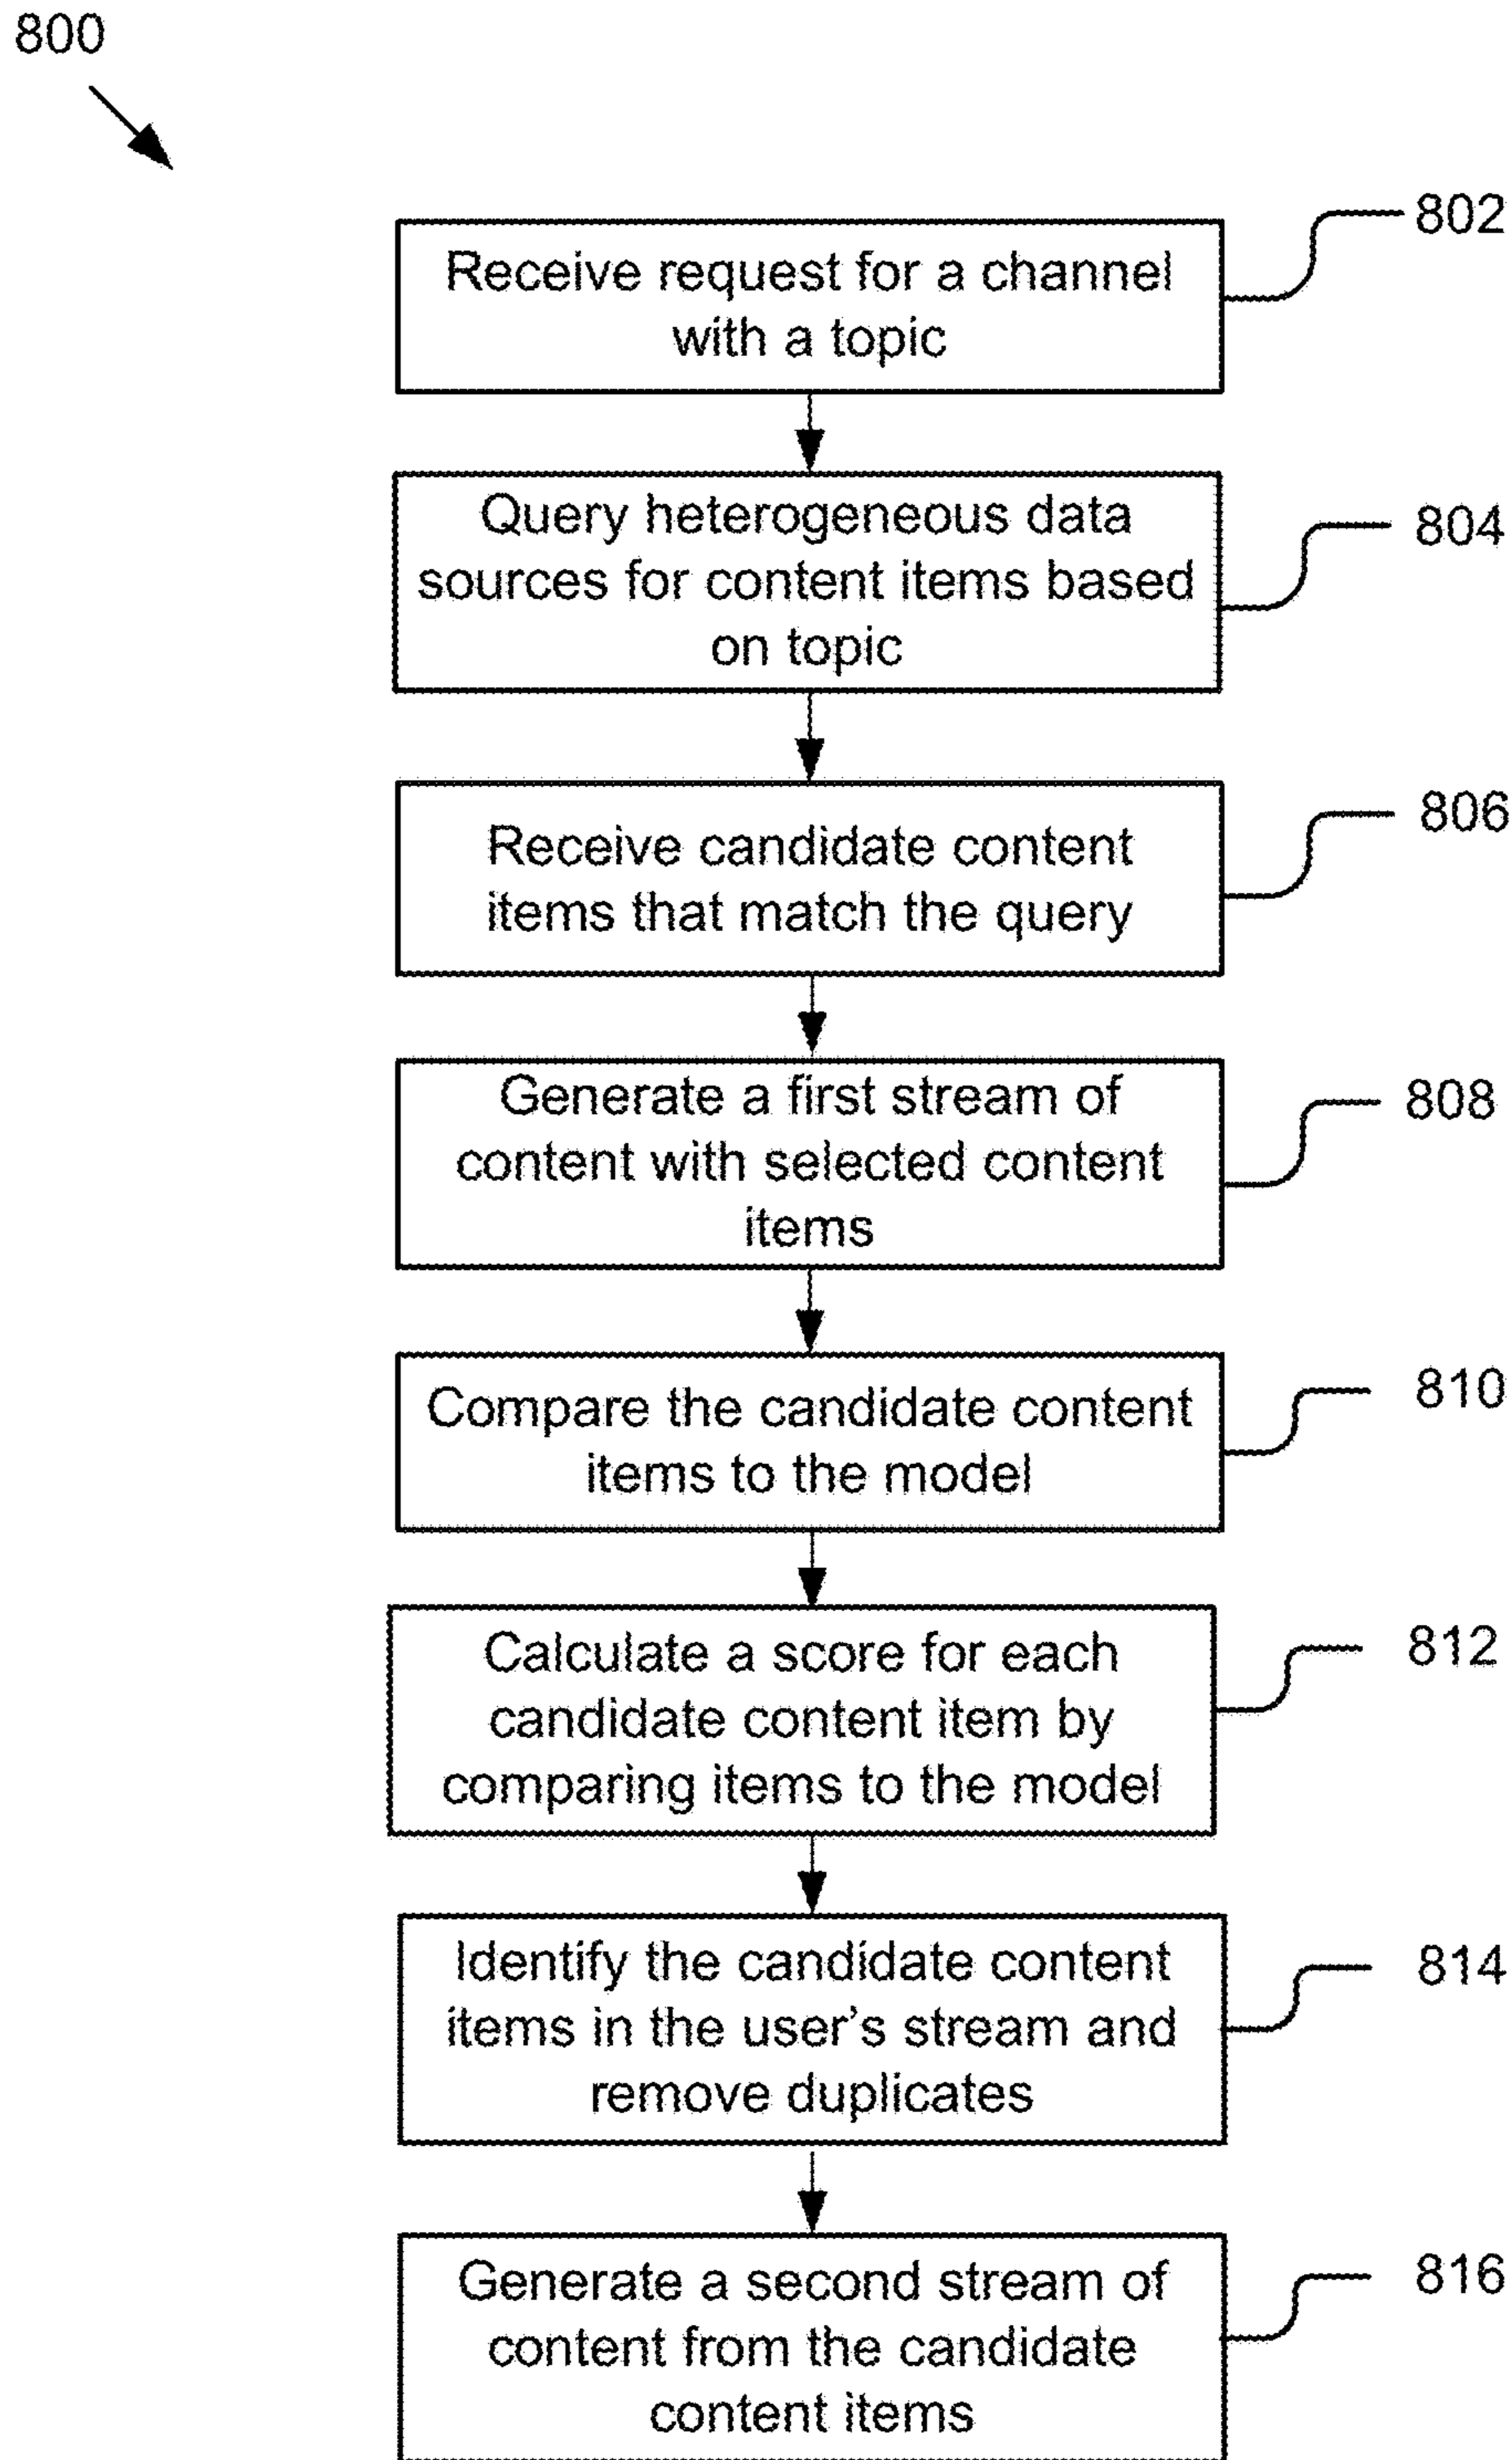 800
802
Receive request for a channel
with a topic
804
Query heterogeneous data
sources for content items based
on topic
806
Receive candidate content
items that match the query
808
Generate a first stream of
content with selected content
items
810
Compare the candidate content
items to the model
812
Calculate a score for each
candidate content item by
comparing items to the model
814
Identify the candidate content
items in the user's stream and
remove duplicates
816
Generate a second stream of
content from the candidate
content items